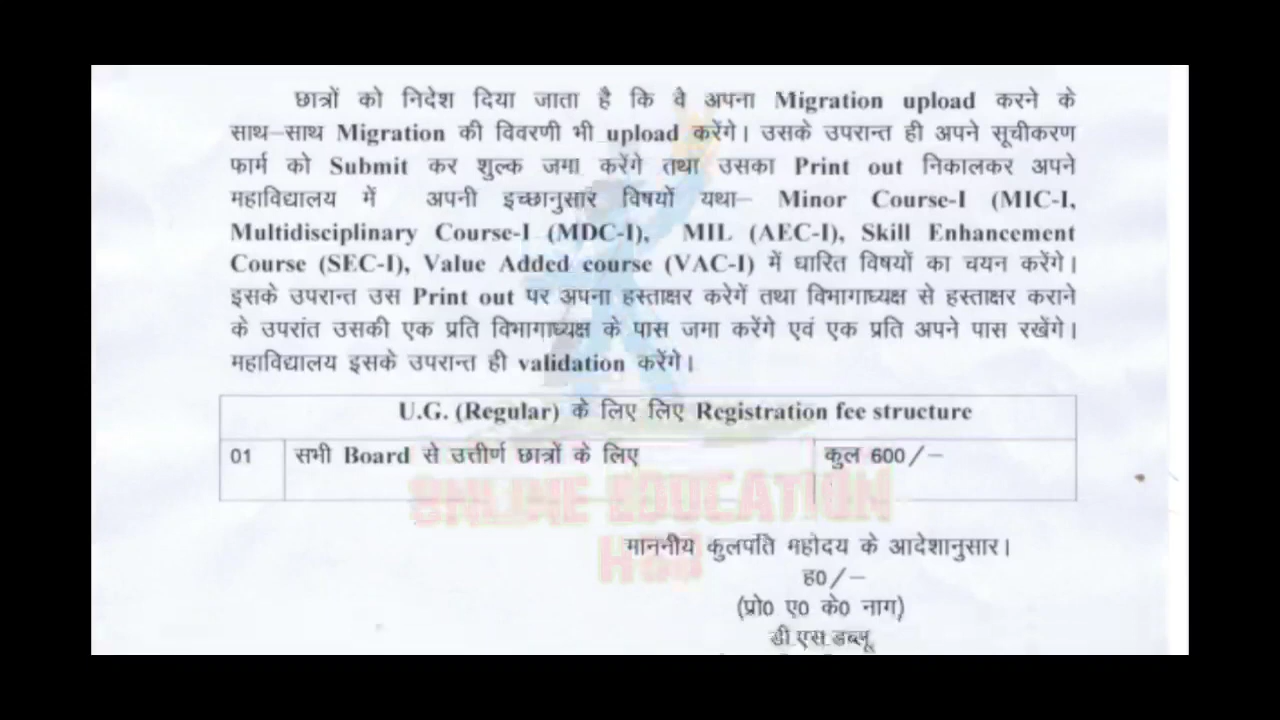 छात्रों को निदेश दिया जाता है कि वे अपना Migration upload करने के
साथ–साथ Migration की विवरणी भी upload करेंगे। उसके उपरान्त ही अपने सूचीकरण
फार्म को Submit कर शुल्क जमा करेंगे तथा उसका Print out निकालकर अपने
महाविद्यालय में अपनी इच्छानुसार विषयों यथा– Minor Course-I (MIC-I,
Multidisciplinary Course-I (MDC-I), MIL (AEC-I), Skill Enhancement
Course (SEC-I), Value Added course (VAC-I) में धारित विषयों का चयन करेंगे।
इसके उपरान्त उस Print out पर अपना हस्ताक्षर करेगें तथा विभागाध्यक्ष से हस्ताक्षर कराने
के उपरांत उसकी एक प्रति विभागाध्यक्ष के पास जमा करेंगे एवं एक प्रति अपने पास रखेंगे।
महाविद्यालय इसके उपरान्त ही validation करेंगे।
U.G. (Regular) के लिए लिए Registration fee structure
01 सभी Board से उत्तीर्ण छात्रों के लिए कुल 600/–
ONLINE EDUCATION
माननीय कुलपति महोदय के आदेशानुसार।
ह0/–
(प्रो0 ए0 के0 नाग)
डी एस डब्लू